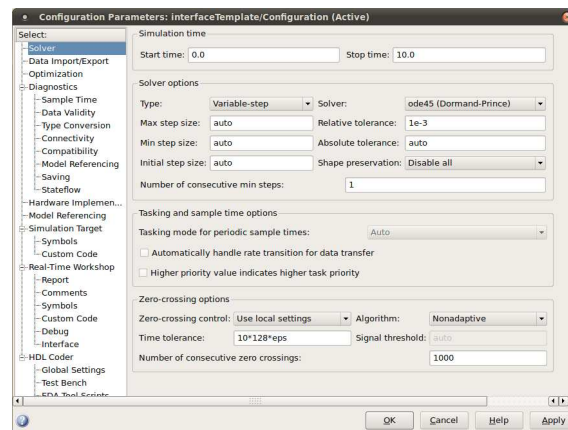 Configuration Parameters: interfaceTemplate/Configuration (Active)
Select:
Solver
Data Import/Export
Optimization
Diagnostics
Sample Time
Data Validity
Type Conversion
Connectivity
Compatibility
Model Referencing
Saving
Stateflow
Hardware Implemen...
Model Referencing
Simulation Target
Symbols
Custom Code
Real-Time Workshop
Report
Comments
Symbols
Custom Code
Debug
Interface
HDL Coder
Global Settings
Test Bench
EDA Tool Scripts
Simulation time
Start time: 0.0 Stop time: 10.0
Solver options
Type: Variable-step Solver: ode45 (Dormand-Prince)
Max step size: auto Relative tolerance: 1e-3
Min step size: auto Absolute tolerance: auto
Initial step size: auto Shape preservation: Disable all
Number of consecutive min steps: 1
Tasking and sample time options
Tasking mode for periodic sample times: Auto
Automatically handle rate transition for data transfer
Higher priority value indicates higher task priority
Zero-crossing options
Zero-crossing control: Use local settings Algorithm: Nonadaptive
Time tolerance: 10*128*eps Signal threshold: auto
Number of consecutive zero crossings: 1000
OK Cancel Help Apply